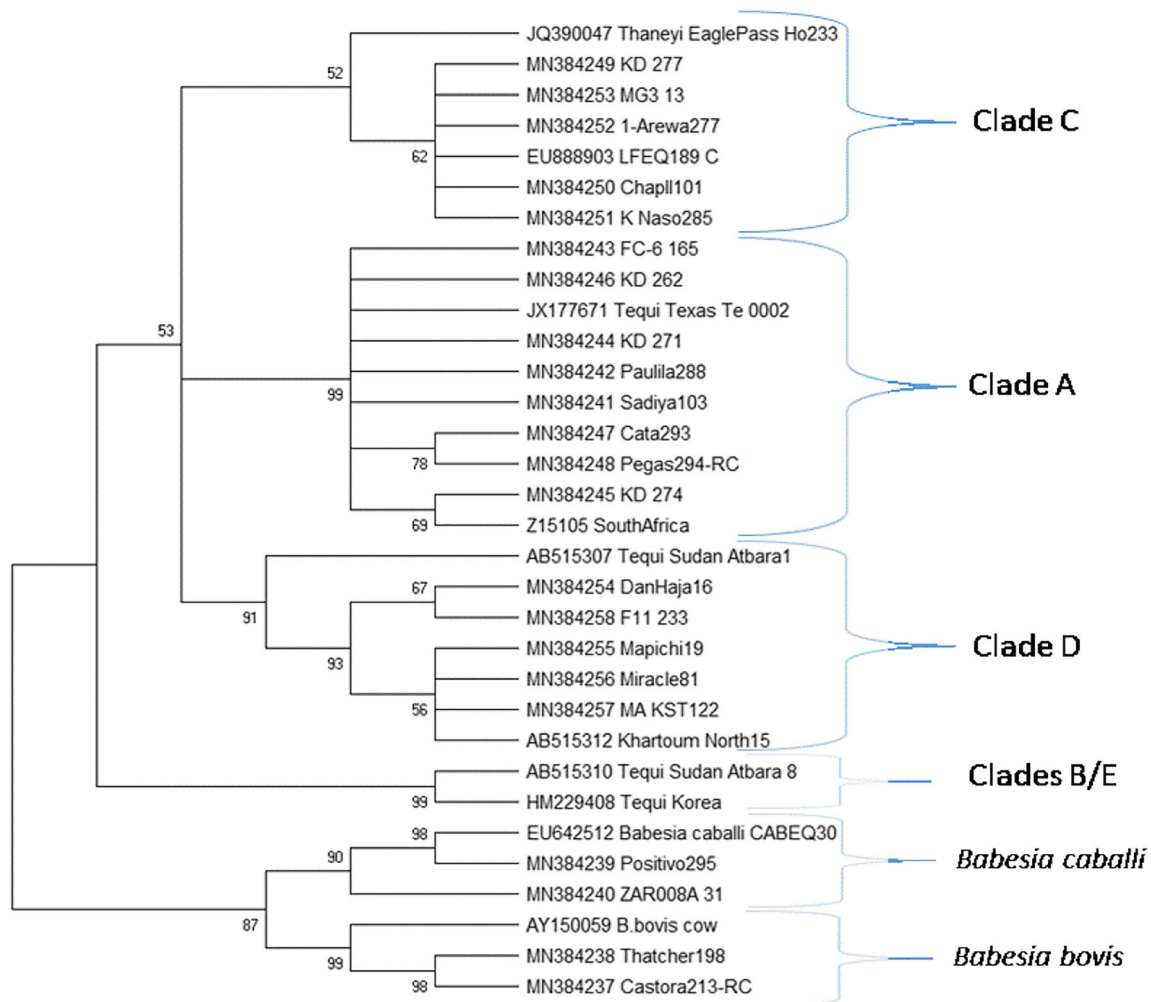 JQ390047 Thaneyi EaglePass Ho233
52
MN384249 KD 277
MN384253 MG3 13
MN384252 1-Arewa277
Clade C
62
EU888903 LFEQ189 C
MN384250 Chapll101
MN384251 K Naso285
MN384243 FC-6 165
MN384246 KD 262
JX177671 Tequi Texas Te 0002
53
MN384244 KD 271
MN384242 Paulila288
Clade A
99
MN384241 Sadiya103
MN384247 Cata293
78
MN384248 Pegas294-RC
MN384245 KD 274
69
Z15105 SouthAfrica
AB515307 Tequi Sudan Atbara1
67
MN384254 DanHaja16
91
MN384258 F11 233
MN384255 Mapichi19
Clade D
93
MN384256 Miracle81
56
MN384257 MA KST122
AB515312 Khartoum North15
AB515310 Tequi Sudan Atbara 8
Clades B/E
99
HM229408 Tequi Korea
98
EU642512 Babesia caballi CABEQ30
90
MN384239 Positivo295
Babesia caballi
MN384240 ZAR008A 31
87
AY150059 B.bovis cow
99
MN384238 Thatcher198
Babesia bovis
98
MN384237 Castora213-RC